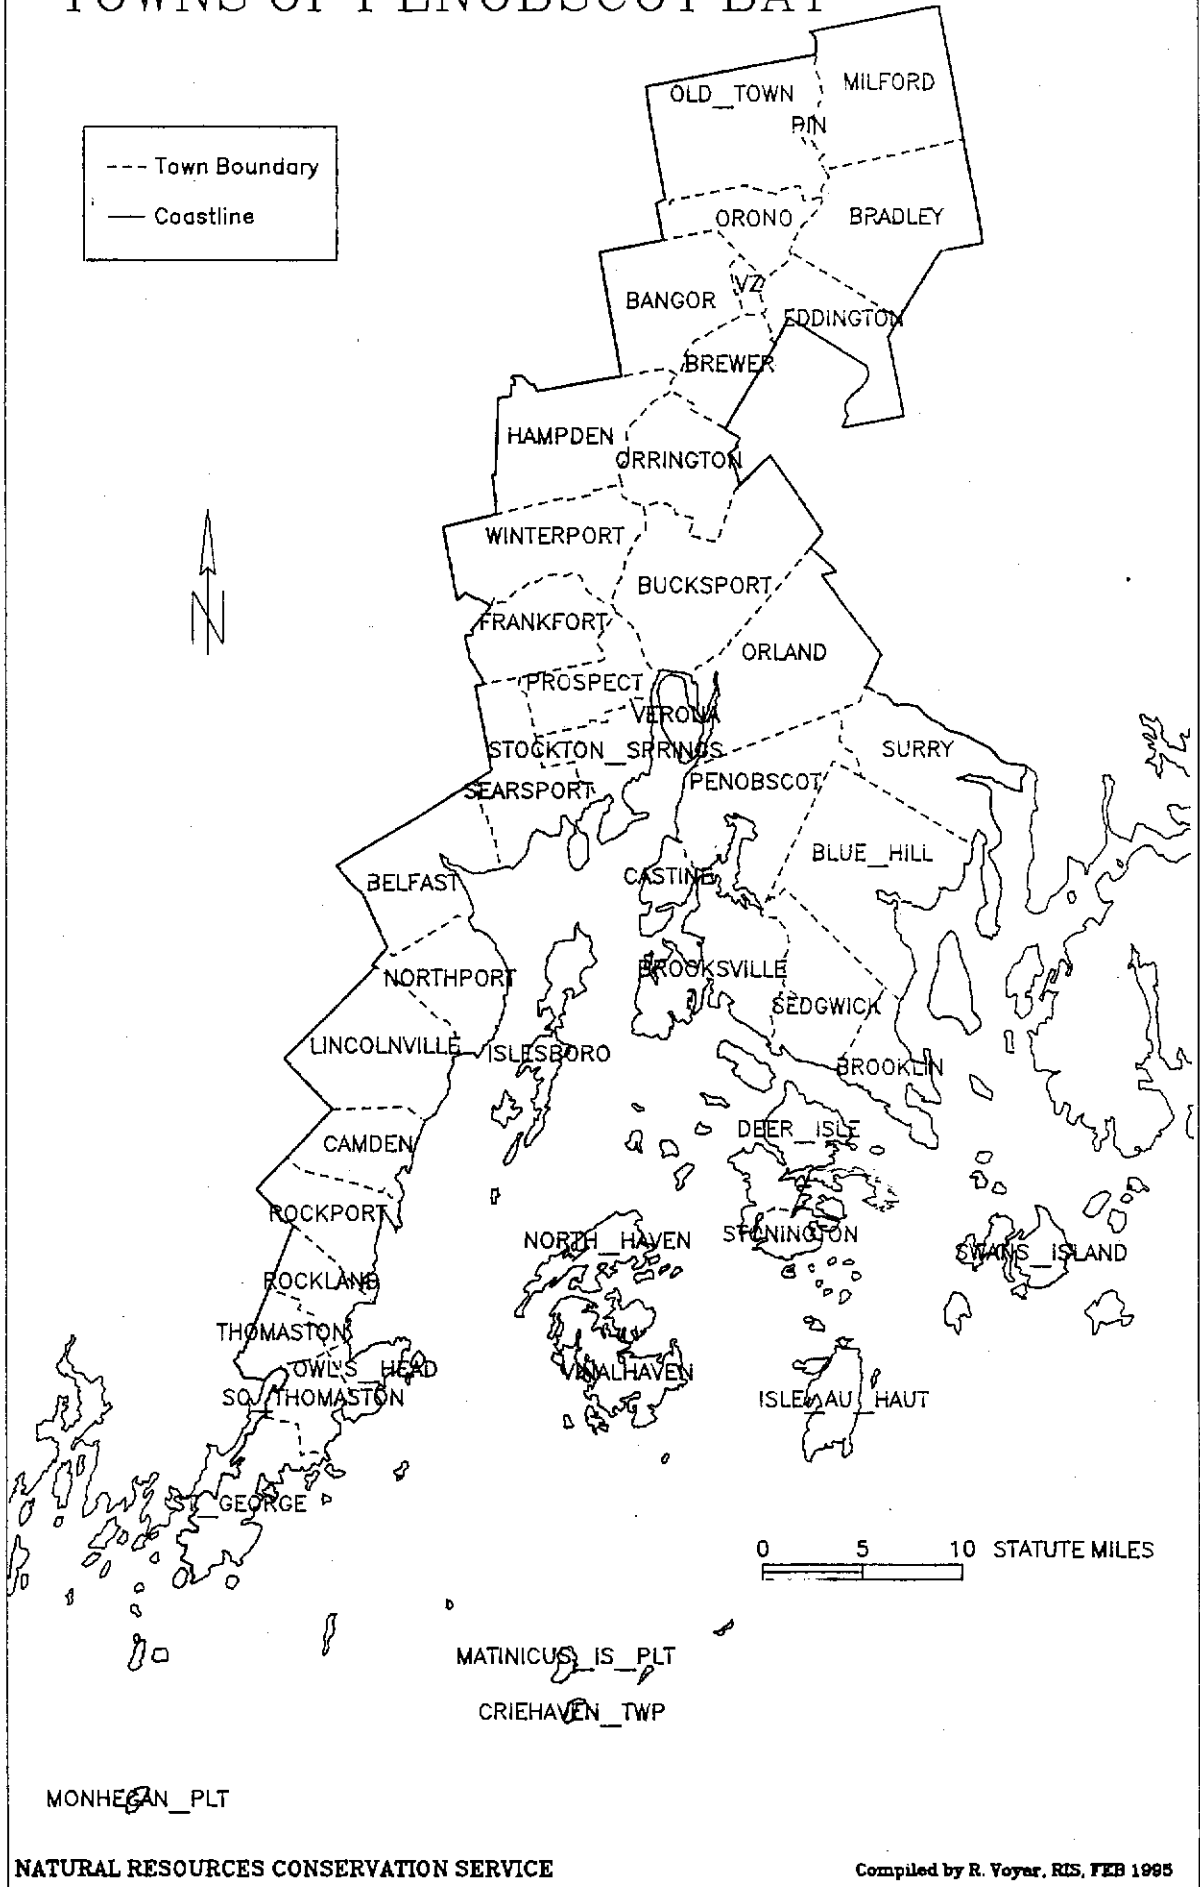 TOWNS OF PENOBSCOT BAY
MILFORD
OLD_TOWN
PIN
Town Boundary
Coastline
ORONO
BRADLEY
VZ
BANGOR
EDDINGTON
BREWER
HAMPDEN
ORRINGTON
WINTERPORT
BUCKSPORT
N
FRANKFORT
ORLAND
PROSPECT
VERONA
STOCKTON_SPRINGS
SURRY
PENOBSCOT
SEARSPORT
BLUE_HILL
CASTINE
BELFAST
BROOKSVILLE
NORTHPORT
SEDGWICK
LINCOLNVILLE
ISLESBORO
BROOKLIN
DEER_ISLE
CAMDEN
ROCKPORT
STONINGTON
NORTH_HAVEN
SWANS_ISLAND
ROCKLAND
THOMASTON
OWLS_HEAD
VINALHAVEN
SO_THOMASTON
ISLE_AU_HAUT
ST_GEORGE
0 5 10 STATUTE MILES
MATINICUS_IS_PLT
CRIEHAVEN_TWP
MONHEGAN_PLT
NATURAL RESOURCES CONSERVATION SERVICE
Compiled by R. Voyer, RIS, FEB 1995